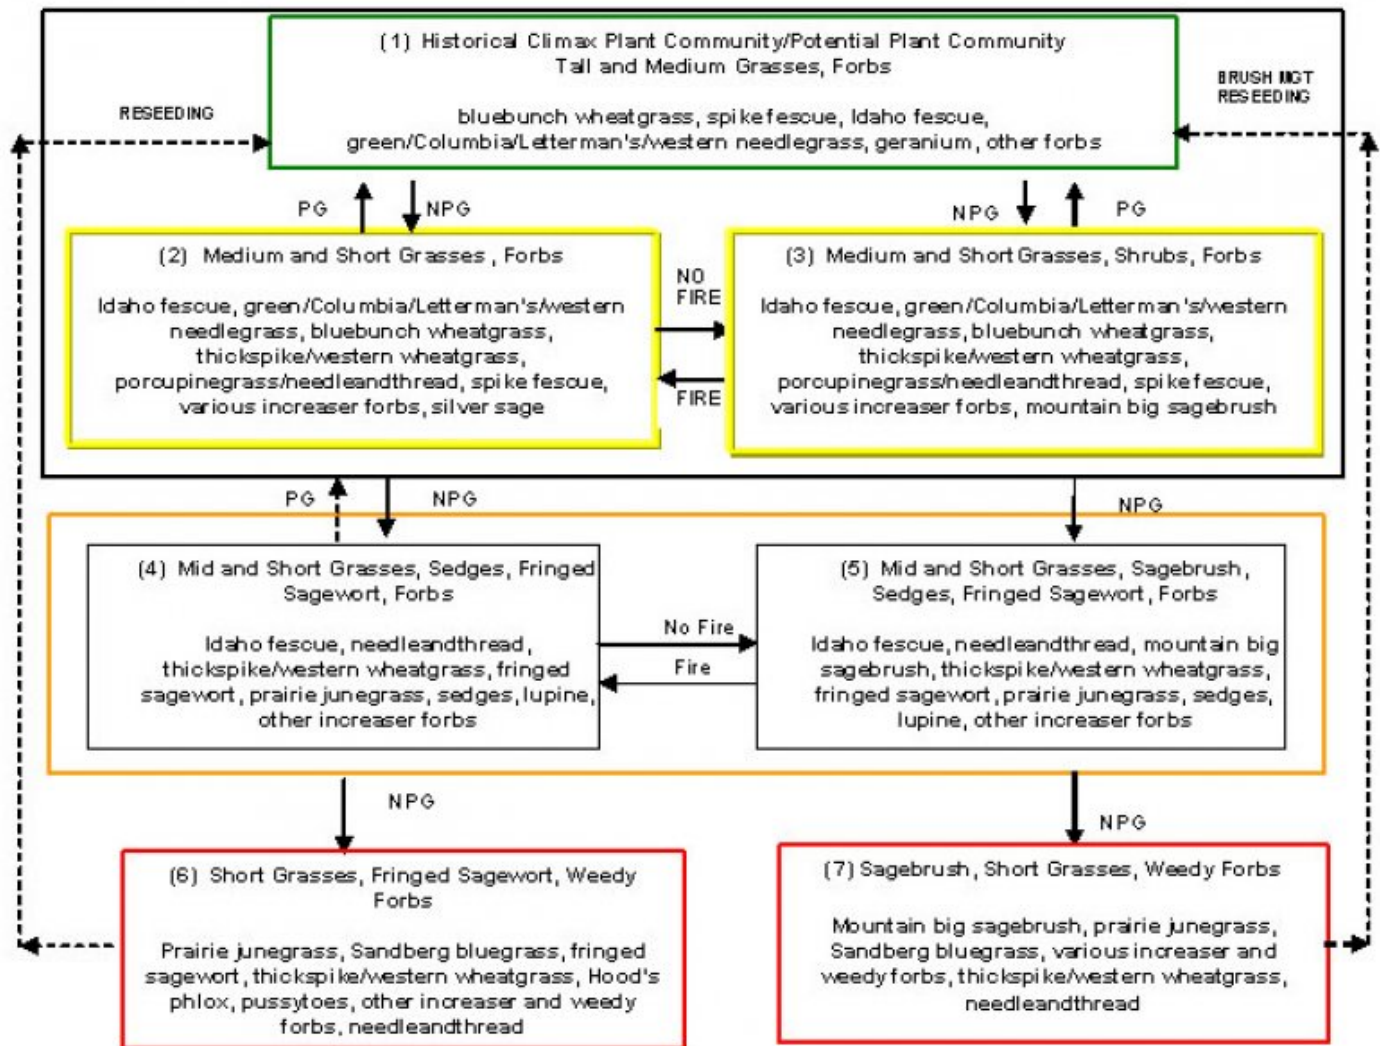 (1) Historical Climax Plant Community/Potential Plant Community
Tall and Medium Grasses, Forbs
bluebunch wheatgrass, spike fescue, Idaho fescue,
green/Columbia/Letterman's/western needlegrass, geranium, other forbs
RESEEDING
BRUSH MGT
RESEEDING
PG
NPG
NPG
PG
(2) Medium and Short Grasses, Forbs
Idaho fescue, green/Columbia/Letterman's/western
needlegrass, bluebunch wheatgrass,
thickspike/western wheatgrass,
porcupinegrass/needleandthread, spike fescue,
various increaser forbs, silver sage
NO
FIRE
FIRE
(3) Medium and Short Grasses, Shrubs, Forbs
Idaho fescue, green/Columbia/Letterman's/western
needlegrass, bluebunch wheatgrass,
thickspike/western wheatgrass,
porcupinegrass/needleandthread, spike fescue,
various increaser forbs, mountain big sagebrush
PG
NPG
NPG
(4) Mid and Short Grasses, Sedges, Fringed
Sagewort, Forbs
Idaho fescue, needleandthread,
thickspike/western wheatgrass, fringed
sagewort, prairie junegrass, sedges, lupine,
other increaser forbs
No Fire
Fire
(5) Mid and Short Grasses, Sagebrush,
Sedges, Fringed Sagewort, Forbs
Idaho fescue, needleandthread, mountain big
sagebrush, thickspike/western wheatgrass,
fringed sagewort, prairie junegrass, sedges,
lupine, other increaser forbs
NPG
NPG
(6) Short Grasses, Fringed Sagewort, Weedy
Forbs
Prairie junegrass, Sandberg bluegrass, fringed
sagewort, thickspike/western wheatgrass, Hood's
phlox, pussytoes, other increaser and weedy
forbs, needleandthread
(7) Sagebrush, Short Grasses, Weedy Forbs
Mountain big sagebrush, prairie junegrass,
Sandberg bluegrass, various increaser and
weedy forbs, thickspike/western wheatgrass,
needleandthread